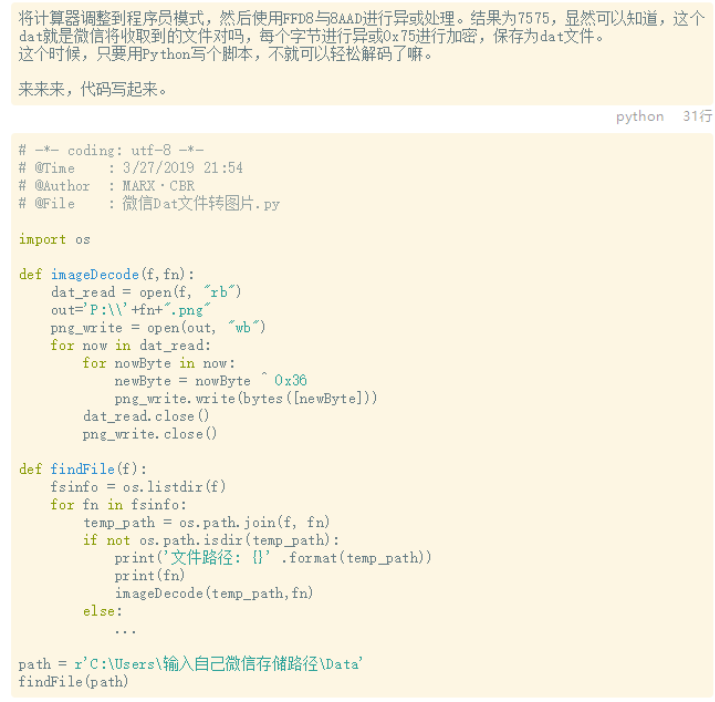 将计算器调整到程序员模式，然后使用FFD8与8AAD进行异或处理。结果为7575，显然可以知道，这个
dat就是微信将收取到的文件对吗，每个字节进行异或0x75进行加密，保存为dat文件。
这个时候，只要用Python写个脚本，不就可以轻松解码了嘛。
来来来，代码写起来。
python 31行
# -*- coding: utf-8 -*-
# @Time    : 3/27/2019 21:54
# @Author  : MARX·CBR
# @File    : 微信Dat文件转图片.py
import os
def imageDecode(f,fn):
    dat_read = open(f, "rb")
    out='P:\\'+fn+".png"
    png_write = open(out, "wb")
    for now in dat_read:
        for nowByte in now:
            newByte = nowByte ^ 0x36
            png_write.write(bytes([newByte]))
        dat_read.close()
        png_write.close()
def findFile(f):
    fsinfo = os.listdir(f)
    for fn in fsinfo:
        temp_path = os.path.join(f, fn)
        if not os.path.isdir(temp_path):
            print('文件路径: {}' .format(temp_path))
            print(fn)
            imageDecode(temp_path,fn)
        else:
            ...
path = r'C:\Users\输入自己微信存储路径\Data'
findFile(path)